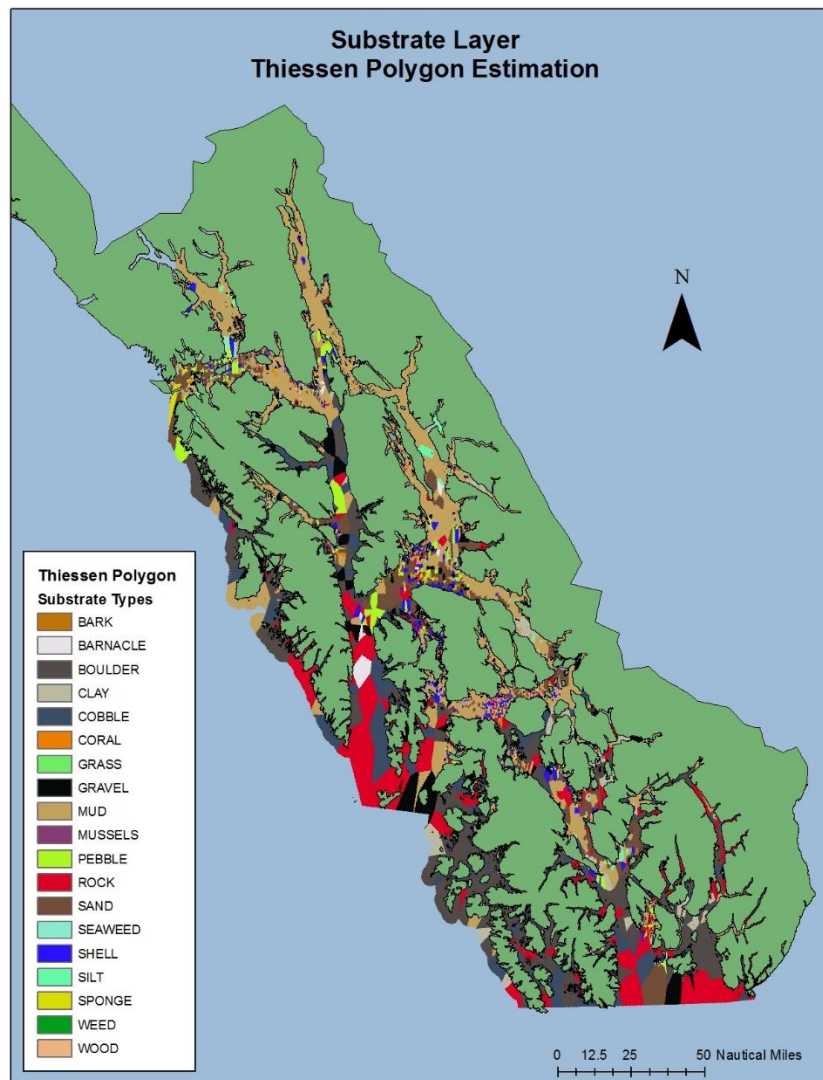 Substrate Layer
Thiessen Polygon Estimation
N
Thiessen Polygon
Substrate Types
BARK
BARNACLE
BOULDER
CLAY
COBBLE
CORAL
GRASS
GRAVEL
MUD
MUSSELS
PEBBLE
ROCK
SAND
SEAWEED
SHELL
SILT
SPONGE
WEED
WOOD
0 12.5 25 50 Nautical Miles